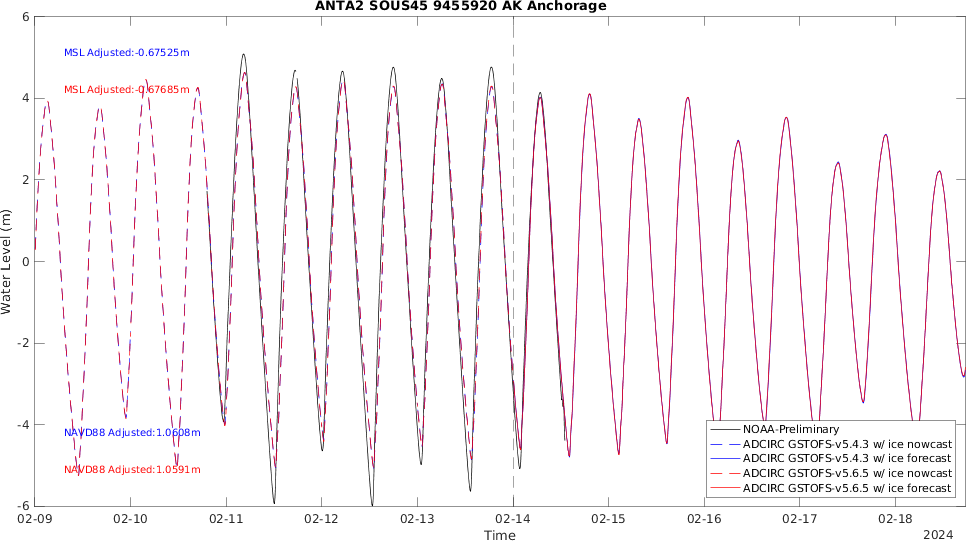 ANTA2 SOUS45 9455920 AK Anchorage
6
MSL Adjusted:-0.67525m
MSL Adjusted:-0.67685m
4
2
Water Level (m)
0
-2
-4
NAVD88 Adjusted:1.0608m
NAVD88 Adjusted:1.0591m
-6
NOAA-Preliminary
ADCIRC GSTOFS-v5.4.3 w/ ice nowcast
ADCIRC GSTOFS-v5.4.3 w/ ice forecast
ADCIRC GSTOFS-v5.6.5 w/ ice nowcast
ADCIRC GSTOFS-v5.6.5 w/ ice forecast
02-09 02-10 02-11 02-12 02-13 02-14 02-15 02-16 02-17 02-18
Time
2024